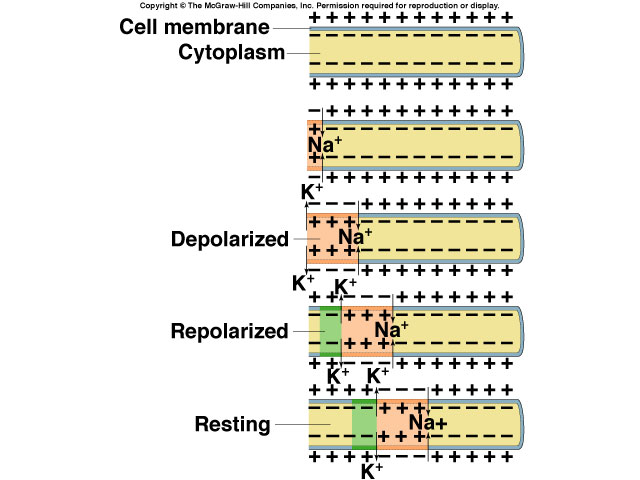 Copyright © The McGraw-Hill Companies, Inc. Permission required for reproduction or display.
+ + + + + + + + + + + +
Cell membrane
− − − − − − − − − − − −
Cytoplasm
− − − − − − − − − − − −
+ + + + + + + + + + + +
− + + + + + + + + + + +
+ − − − − − − − − − − −
Na+
+ − − − − − − − − − − −
− + + + + + + + + + + +
K+
− − − + + + + + + + + +
+ + + − − − − − − − − −
Depolarized Na+
+ + + − − − − − − − − −
− − − + + + + + + + + +
K+ K+
+ + − − − + + + + + + +
− − + + + − − − − − − −
Repolarized Na+
− − + + + − − − − − − −
+ + − − − + + + + + + +
K+ K+
+ + + + − − − + + + + +
− − − − + + + − − − − −
Resting Na+
− − − − + + + − − − − −
+ + + + − − − + + + + +
K+